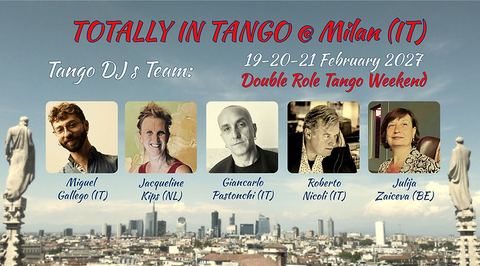 TOTALLY IN TANGO @ Milan (IT)
19-20-21 February 2027
Tango DJ s Team:
Double Role Tango Weekend
Miguel
Gallego (IT)
Jacqueline
Kips (NL)
Giancarlo
Pastonchi (IT)
Roberto
Nicoli (IT)
Julija
Zaiceva (BE)